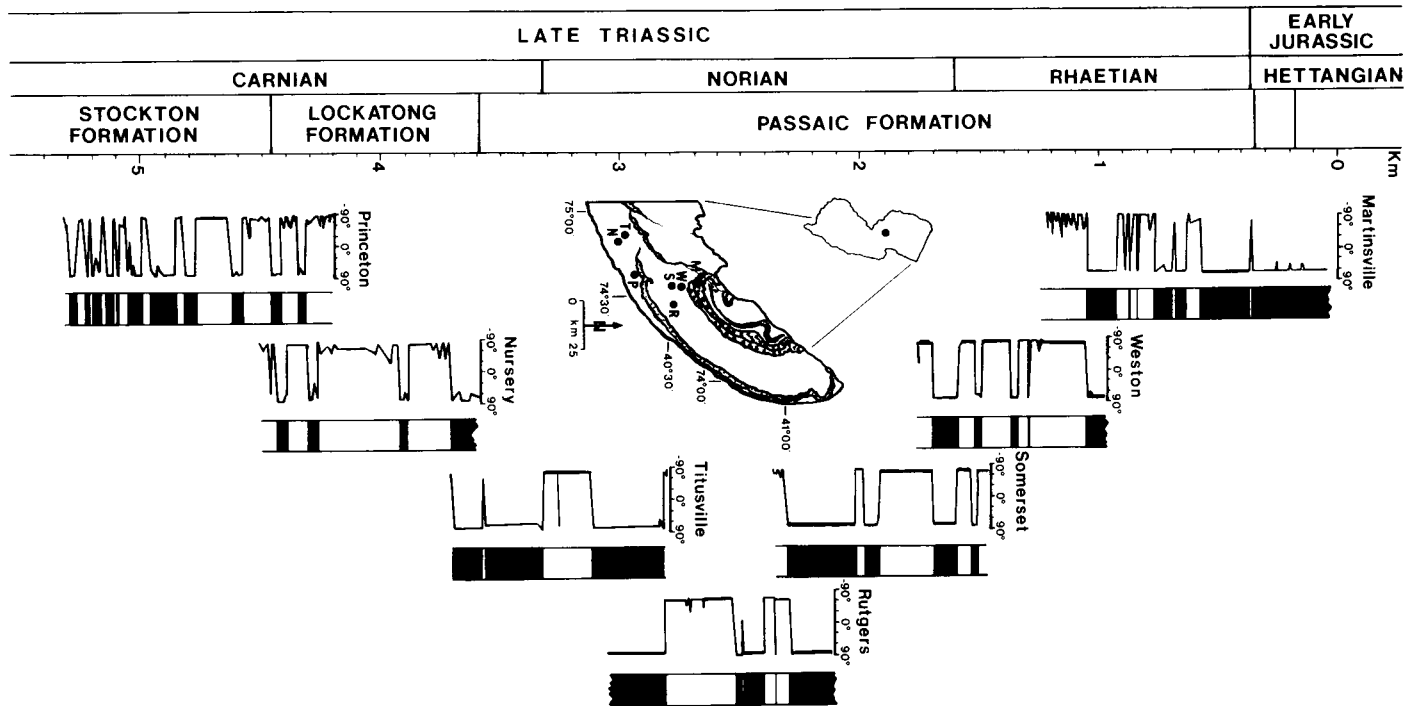 LATE TRIASSIC
EARLY
JURASSIC
CARNIAN
NORIAN
RHAETIAN
HETTANGIAN
STOCKTON
FORMATION
LOCKATONG
FORMATION
PASSAIC FORMATION
5
4
3
2
1
0
Km
Princeton
-90°
0°
90°
Nursery
-90°
0°
90°
Titusville
-90°
0°
90°
Rutgers
-90°
0°
90°
Somerset
-90°
0°
90°
Weston
-90°
0°
90°
Martinsville
-90°
0°
90°
75°00'
74°30'
74°00'
40°30'
41°00'
T
N
P
S
W
M
R
N
0
km 25